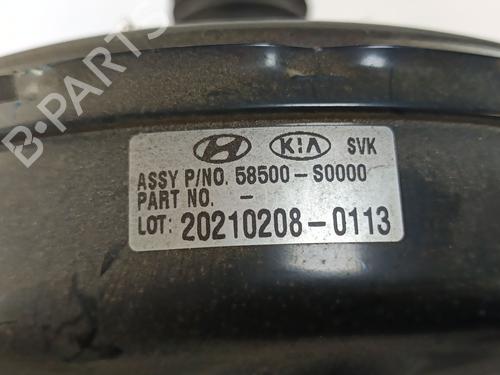 KIA SVK
ASSY P/NO. 58500-S0000
PART NO. -
LOT: 20210208-0113
B-PARTS